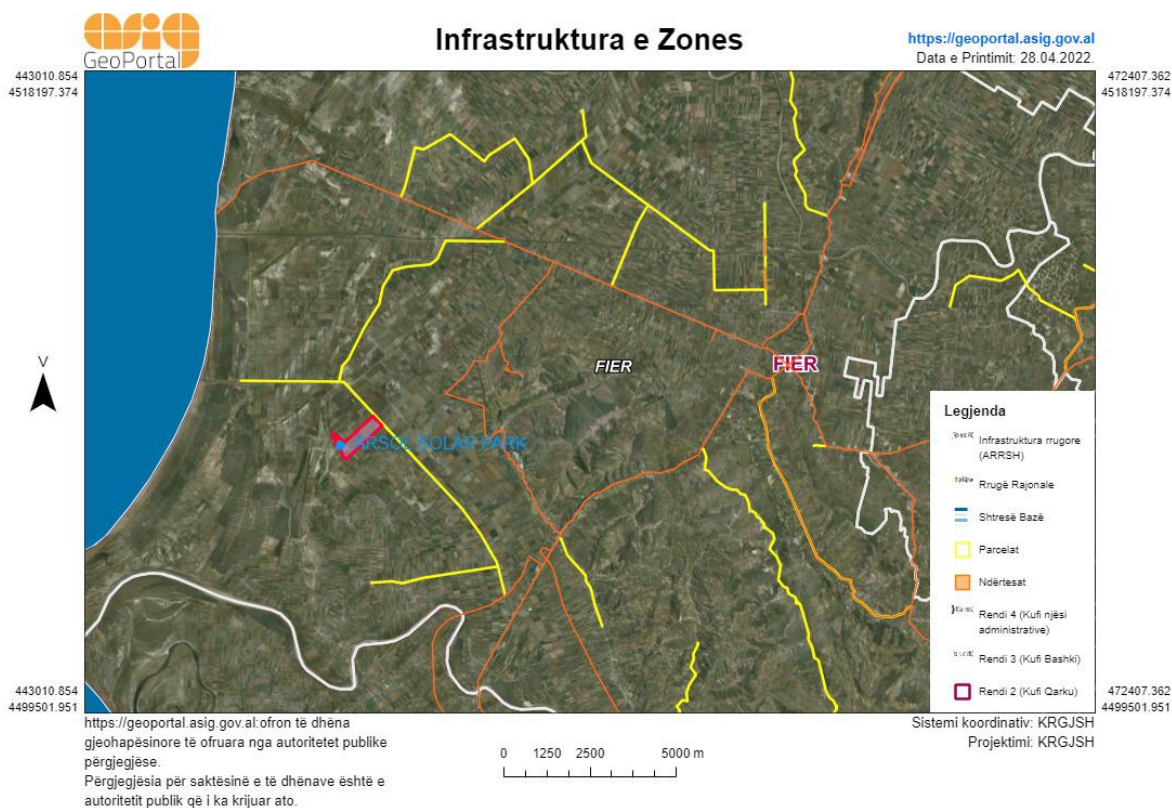 asig
GeoPortal
Infrastruktura e Zones
https://geoportal.asig.gov.al
Data e Printimit: 28.04.2022.
443010.854
4518197.374
472407.362
4518197.374
V
FIER
FIER
ARSOL SOLAR PARK
Legjenda
Infrastruktura rrugore
(ARRSH)
Rrugë Rajonale
Shtresë Bazë
Parcelat
Ndërtesat
Rendi 4 (Kufi njësi
administrative)
Rendi 3 (Kufi Bashki)
Rendi 2 (Kufi Qarku)
443010.854
4499501.951
472407.362
4499501.951
https://geoportal.asig.gov.al:ofron të dhëna
gjeohapësinore të ofruara nga autoritetet publike
përgjegjëse.
Përgjegjësia për saktësinë e të dhënave është e
autoritetit publik që i ka krijuar ato.
0 1250 2500 5000 m
Sistemi koordinativ: KRGJSH
Projektimi: KRGJSH